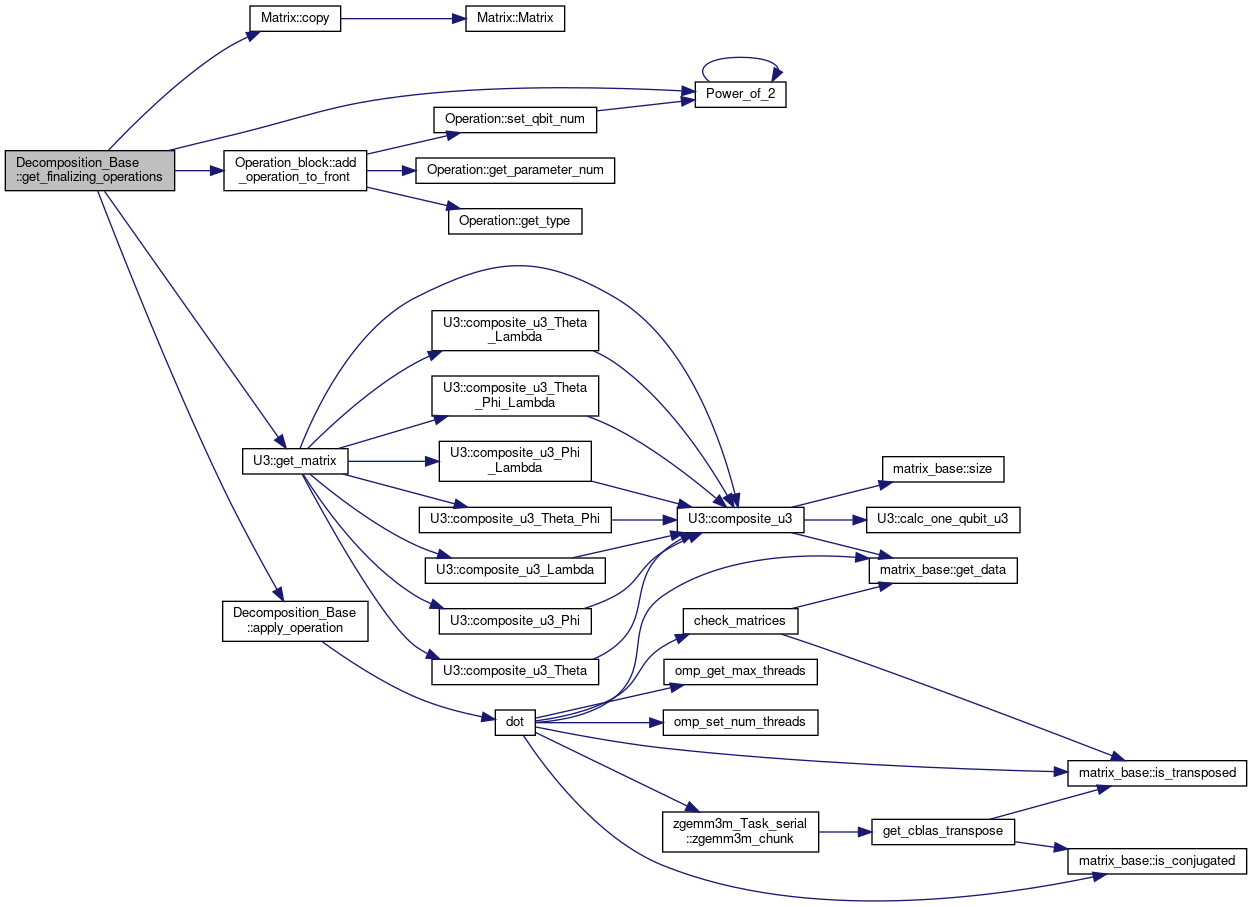 Matrix::copy
Matrix::Matrix
Power_of_2
Operation::set_qbit_num
Decomposition_Base
::get_finalizing_operations
Operation_block::add
_operation_to_front
Operation::get_parameter_num
Operation::get_type
U3::composite_u3_Theta
_Lambda
U3::composite_u3_Theta
_Phi_Lambda
U3::get_matrix
U3::composite_u3_Phi
_Lambda
matrix_base::size
U3::composite_u3_Theta_Phi
U3::composite_u3
U3::calc_one_qubit_u3
U3::composite_u3_Lambda
matrix_base::get_data
Decomposition_Base
::apply_operation
U3::composite_u3_Phi
check_matrices
U3::composite_u3_Theta
omp_get_max_threads
dot
omp_set_num_threads
matrix_base::is_transposed
zgemm3m_Task_serial
::zgemm3m_chunk
get_cblas_transpose
matrix_base::is_conjugated